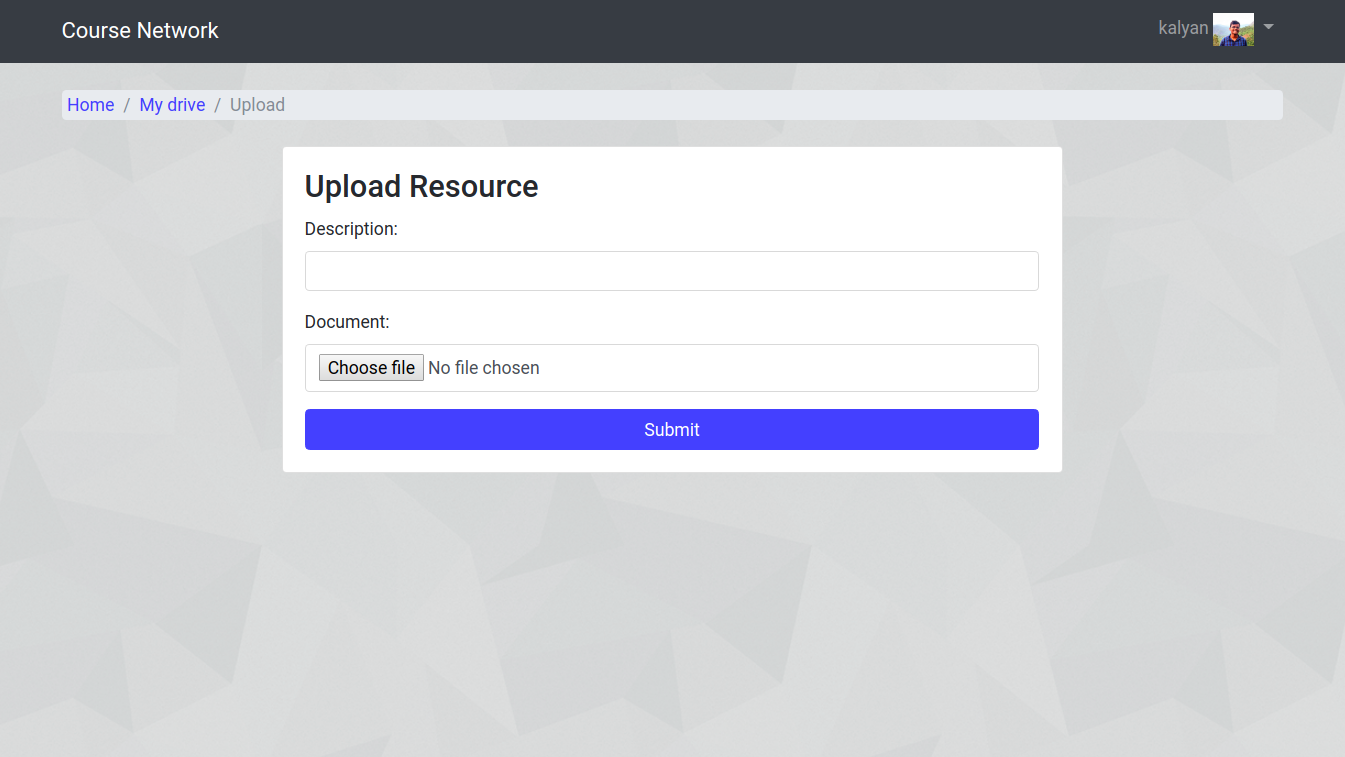 Course Network
kalyan
Home / My drive / Upload
Upload Resource
Description:
Document:
Choose file No file chosen
Submit